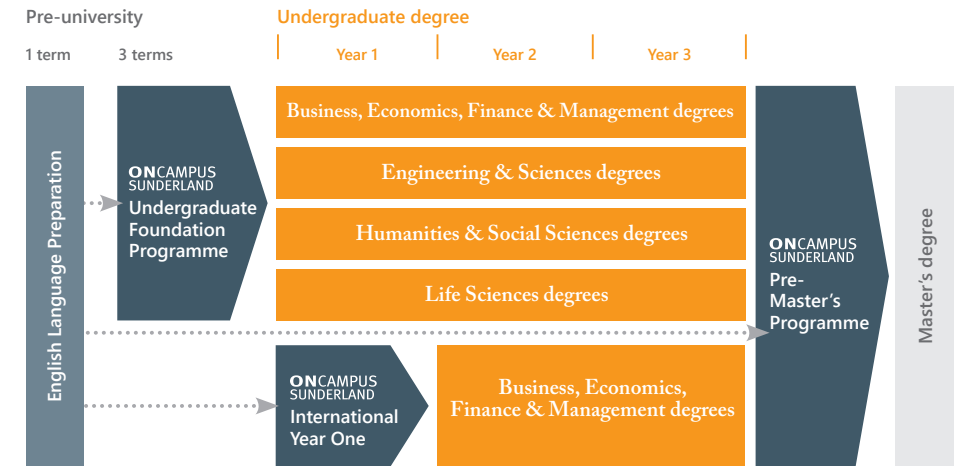 Pre-university
Undergraduate degree
1 term
3 terms
Year 1
Year 2
Year 3
English Language Preparation
ONCAMPUS
SUNDERLAND
Undergraduate
Foundation
Programme
Business, Economics, Finance & Management degrees
Engineering & Sciences degrees
Humanities & Social Sciences degrees
Life Sciences degrees
ONCAMPUS
SUNDERLAND
International
Year One
Business, Economics,
Finance & Management degrees
ONCAMPUS
SUNDERLAND
Pre-
Master’s
Programme
Master’s degree